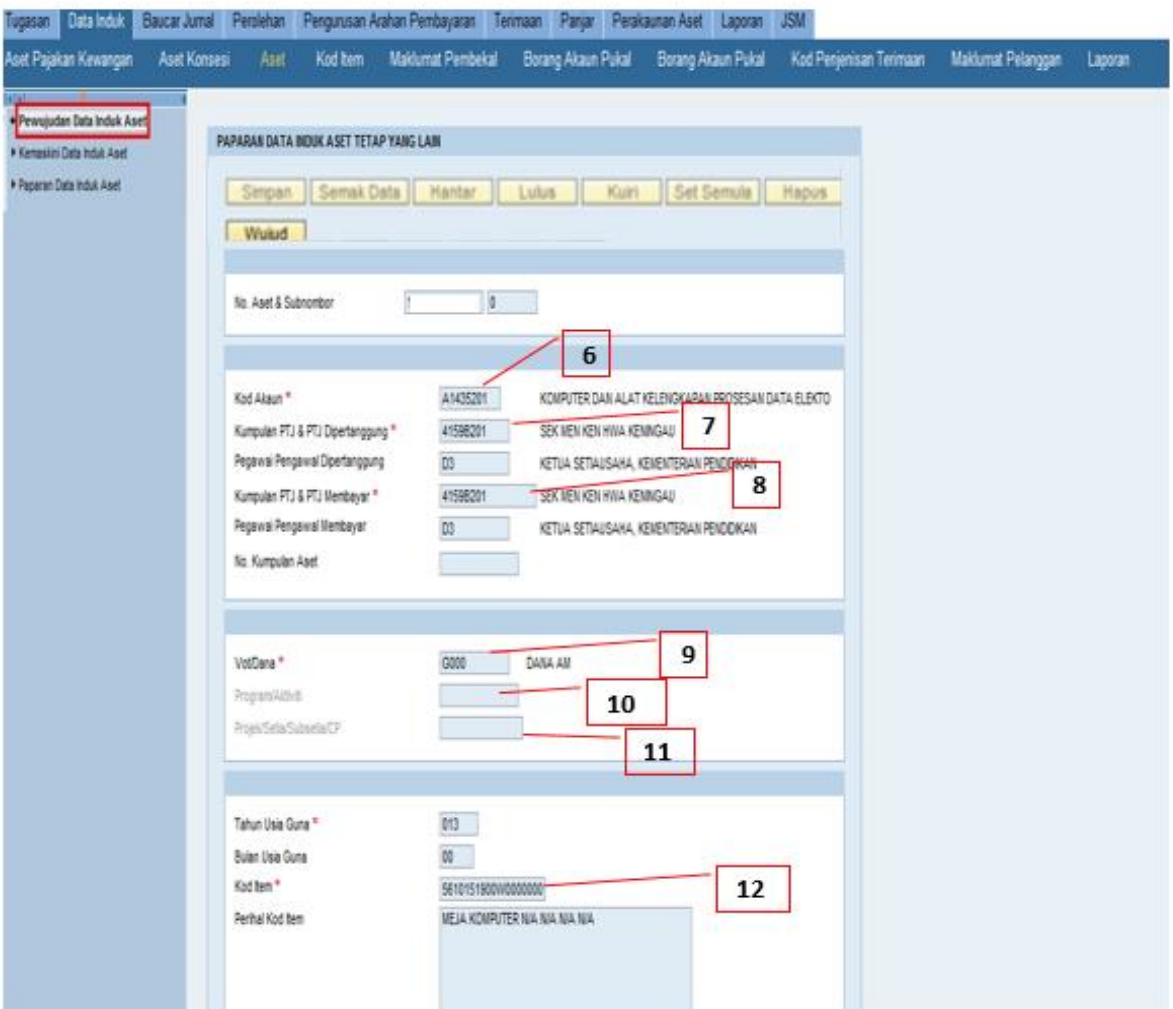 Tugasan Data Induk Baucar Jurnal Perolehan Pengurusan Arahan Pembayaran Terimaan Panjar Perakaunan Aset Laporan JSM
Aset Pajakan Kewangan Aset Konsesi Aset Kod Item Maklumat Pembekal Borang Akaun Pukal Borang Akaun Pukal Kod Penjenisan Terimaan Maklumat Pelanggan Laporan
Pewujudan Data Induk Aset
Kemaskini Data Induk Aset
Paparan Data Induk Aset
PAPARAN DATA INDUK ASET TETAP YANG LAIN
Simpan Semak Data Hantar Lulus Kuiri Set Semula Hapus
Wujud
No. Aset & Subnombor 0
6
Kod Akaun * A1435201 KOMPUTER DAN ALAT KELENGKAPAN PROSESAN DATA ELEKTO
Kumpulan PTJ & PTJ Dipertanggung * 4159B201 SEK MEN KEN HWA KENINGAU 7
Pegawai Pengawal Dipertanggung D3 KETUA SETIAUSAHA, KEMENTERIAN PENDIDIKAN
Kumpulan PTJ & PTJ Membayar * 4159B201 SEK MEN KEN HWA KENINGAU 8
Pegawai Pengawal Membayar D3 KETUA SETIAUSAHA, KEMENTERIAN PENDIDIKAN
No. Kumpulan Aset
Vot/Dana * G000 DANA AM 9
Program/Aktiviti 10
Projek/Setia/Subsetia/CP 11
Tahun Usia Guna * 013
Bulan Usia Guna 00
Kod Item * 5610151900W0000000 12
Perihal Kod Item MEJA KOMPUTER N/A N/A N/A N/A